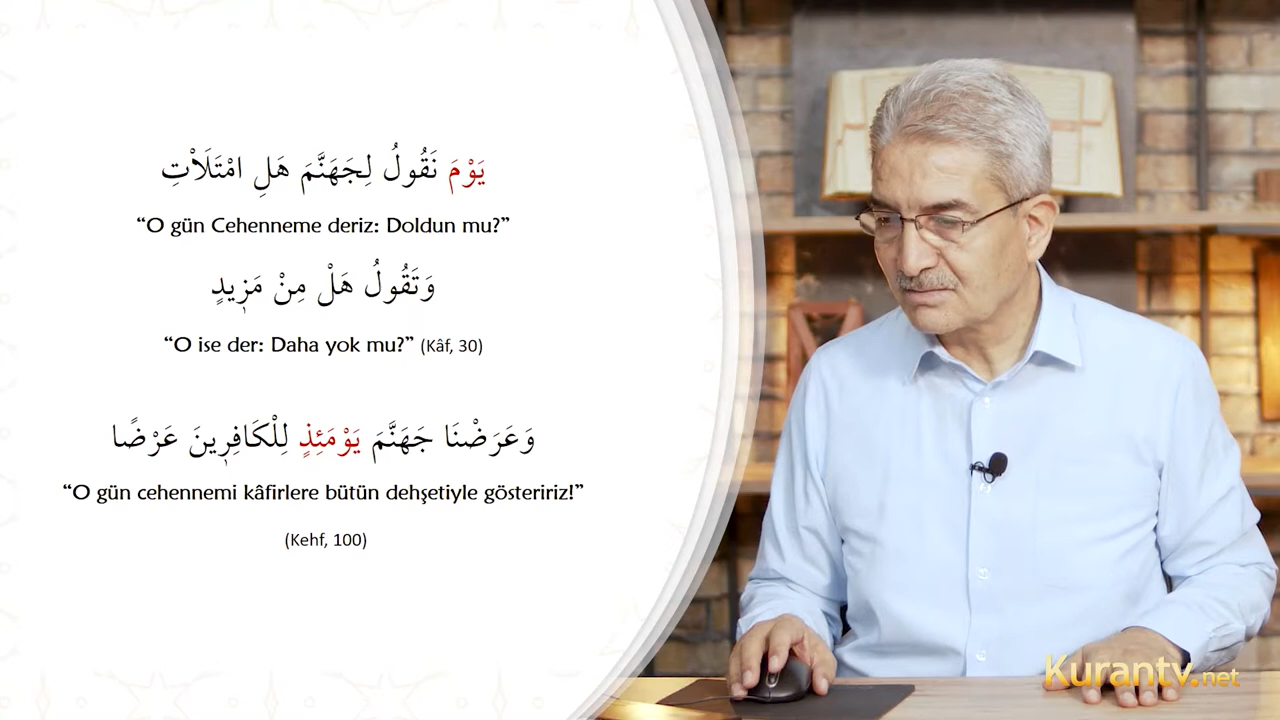 يَوْمَ نَقُولُ لِجَهَنَّمَ هَلِ امْتَلَاْتِ
“O gün Cehenneme deriz: Doldun mu?”
وَتَقُولُ هَلْ مِنْ مَزٖيدٍ
“O ise der: Daha yok mu?” (Kâf, 30)
وَعَرَضْنَا جَهَنَّمَ يَوْمَئِذٍ لِلْكَافِرٖينَ عَرْضًا
“O gün cehennemi kâfirlere bütün dehşetiyle gösteririz!”
(Kehf, 100)
Kurantv.net